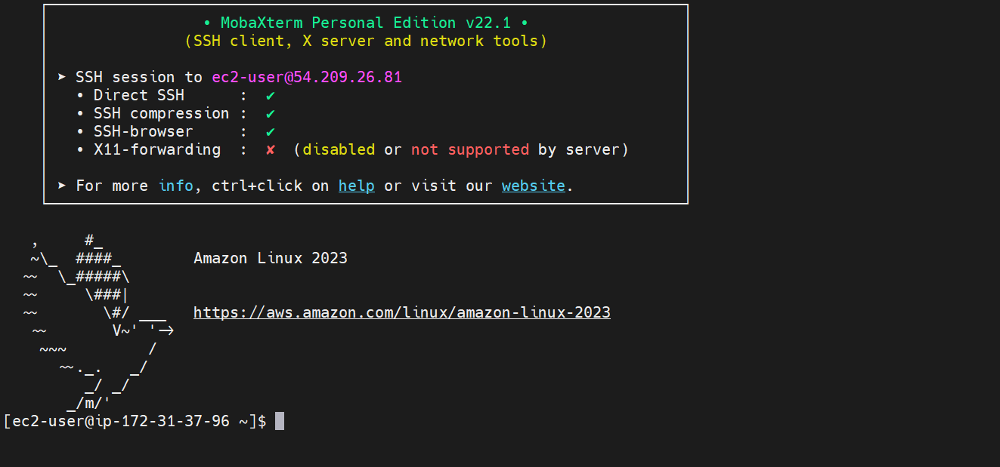 • MobaXterm Personal Edition v22.1 •
(SSH client, X server and network tools)
➤ SSH session to ec2-user@54.209.26.81
• Direct SSH : ✔
• SSH compression : ✔
• SSH-browser : ✔
• X11-forwarding : ✘ (disabled or not supported by server)
➤ For more info, ctrl+click on help or visit our website.
,     #_
~\_  ####_        Amazon Linux 2023
~~  \_#####\
~~     \###|
~~       \#/ ___   https://aws.amazon.com/linux/amazon-linux-2023
~~       V~' '->
~~~         /
~~._.   _/
_/ _/
_/m/'
[ec2-user@ip-172-31-37-96 ~]$